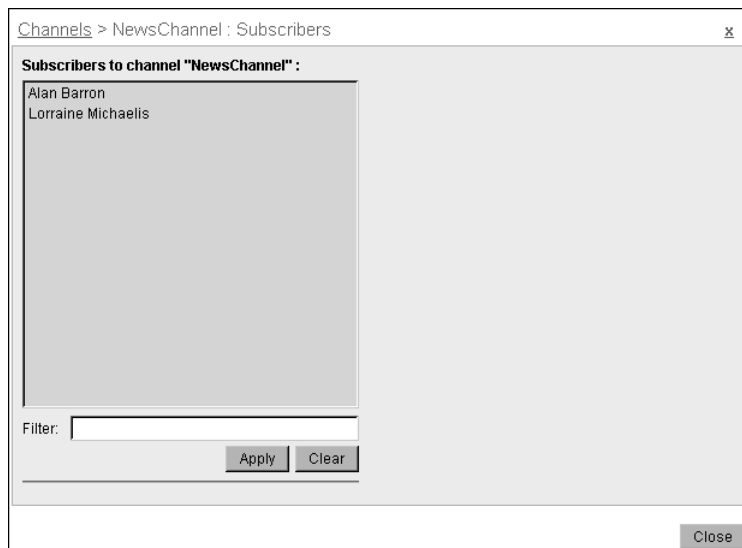 Channels > NewsChannel : Subscribers
x
Subscribers to channel "NewsChannel" :
Alan Barron
Lorraine Michaelis
Filter:
Apply Clear
Close